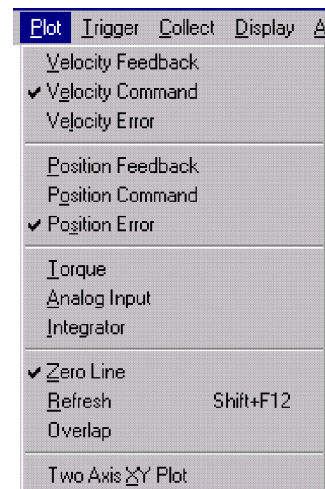 Plot Trigger Collect Display A
Velocity Feedback
Velocity Command
Velocity Error
Position Feedback
Position Command
Position Error
Torque
Analog Input
Integrator
Zero Line
Refresh Shift+F12
Overlap
Two Axis XY Plot